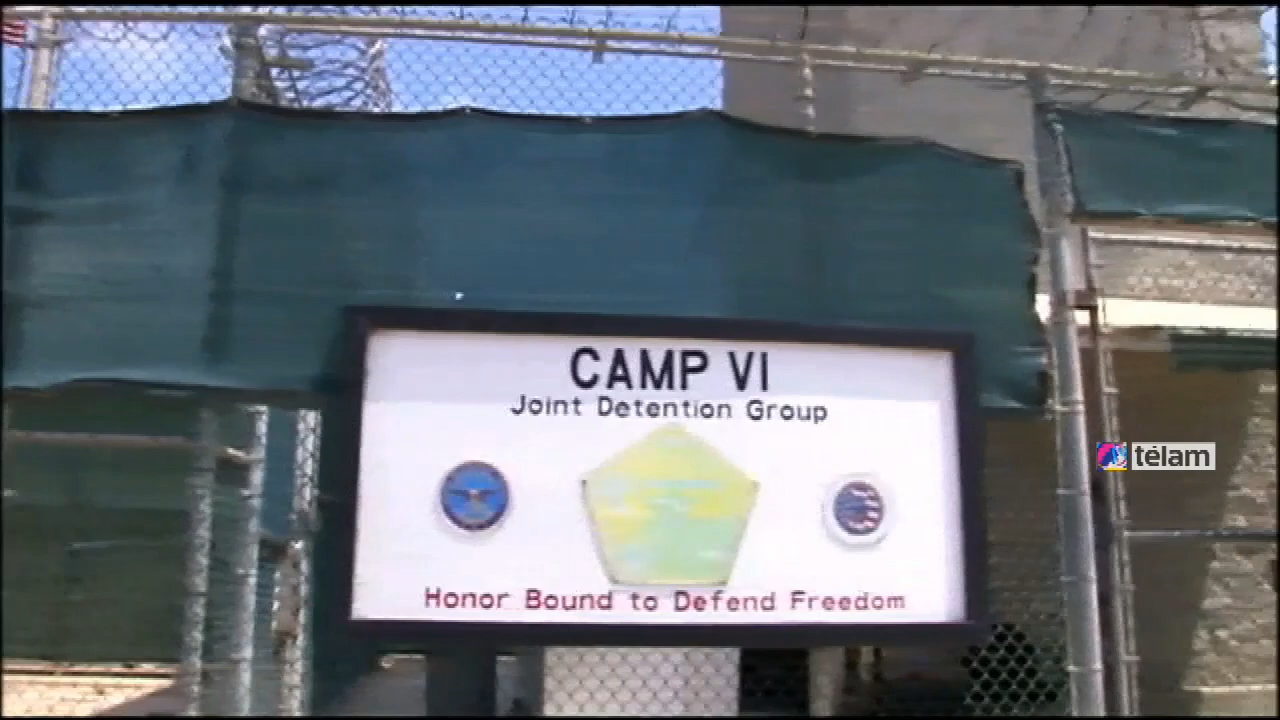 CAMP VI
Joint Detention Group
télam
Honor Bound to Defend Freedom